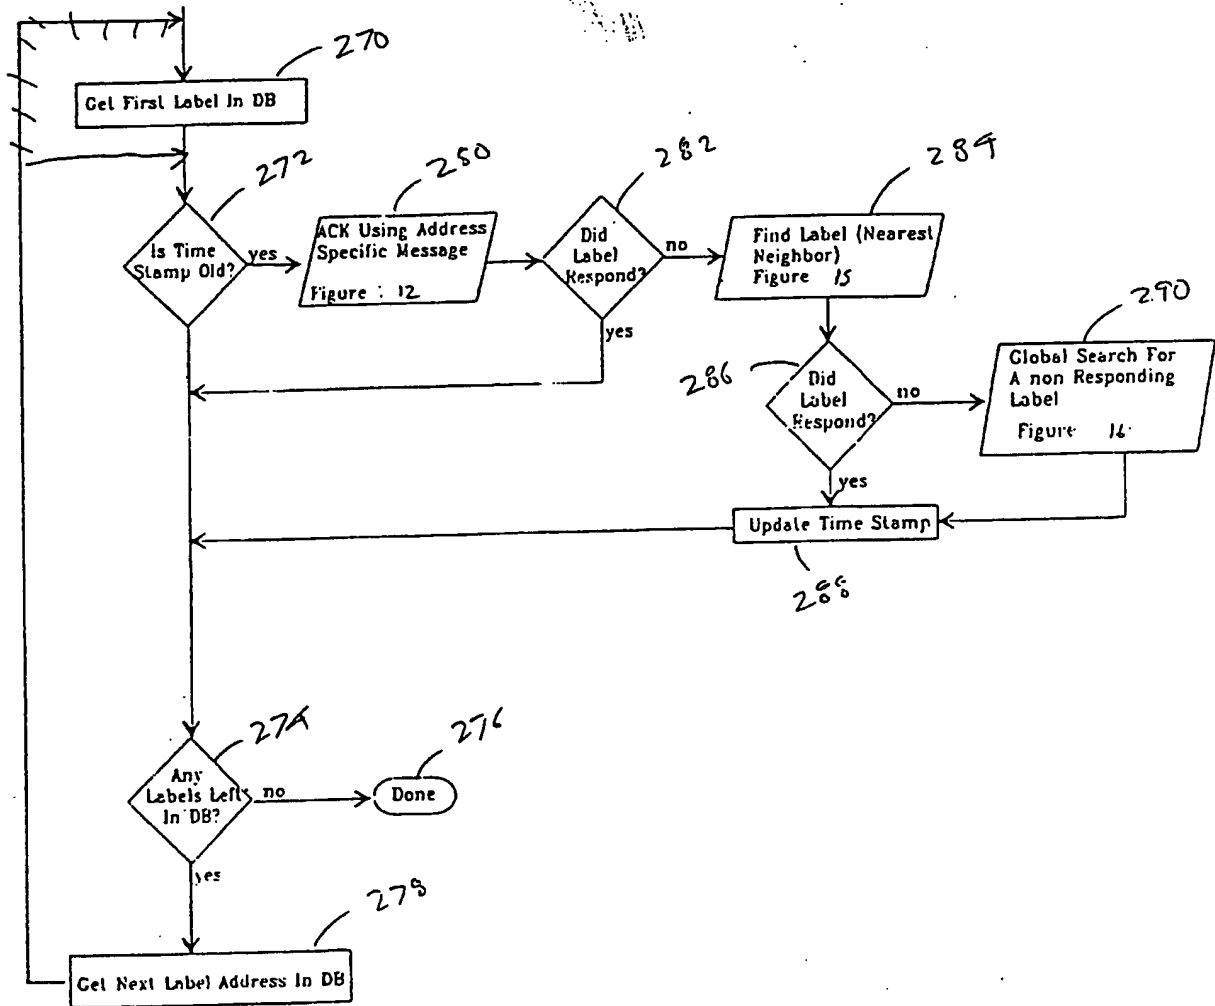 270
Get First Label In DB
272
Is Time
Stamp Old?
yes
280
ACK Using Address
Specific Message
Figure : 12
282
Did
Label
Respond?
no
yes
284
Find Label (Nearest
Neighbor)
Figure 15
286
Did
Label
Respond?
no
yes
290
Global Search For
A non Responding
Label
Figure 16
Update Time Stamp
288
274
Any
Labels Left
In DB?
no
276
Done
yes
278
Get Next Label Address In DB